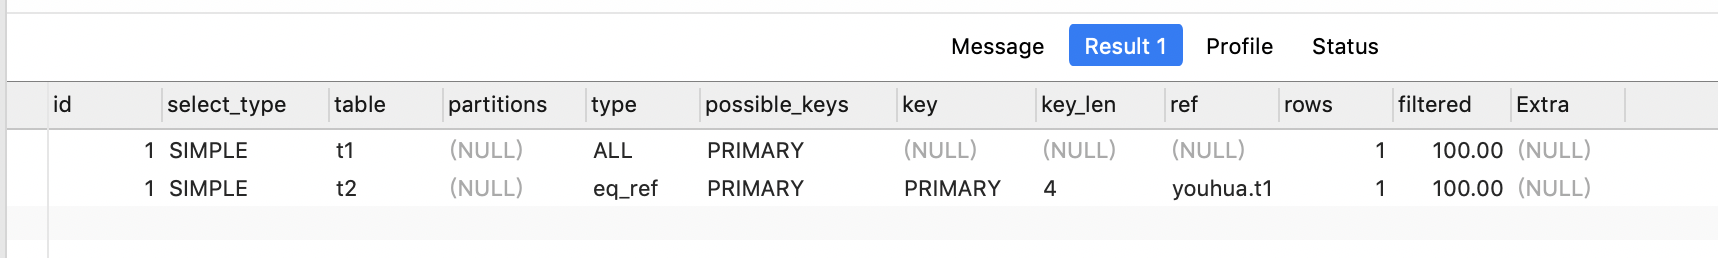 Message Result 1 Profile Status
id select_type table partitions type possible_keys key key_len ref rows filtered Extra
1 SIMPLE t1 (NULL) ALL PRIMARY (NULL) (NULL) (NULL) 1 100.00 (NULL)
1 SIMPLE t2 (NULL) eq_ref PRIMARY PRIMARY 4 youhua.t1 1 100.00 (NULL)